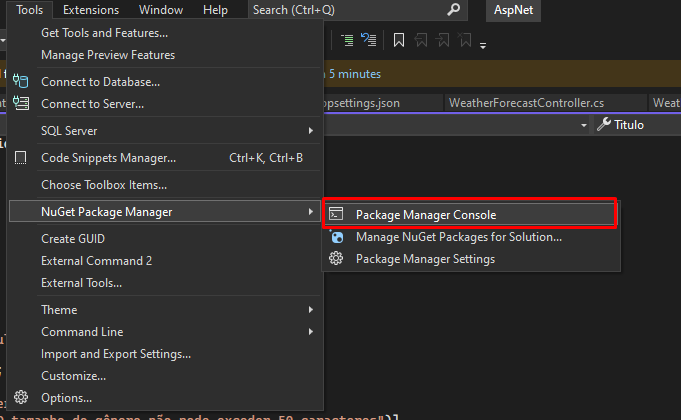 Tools Extensions Window Help Search (Ctrl+Q) AspNet
Get Tools and Features...
Manage Preview Features
5 minutes
Connect to Database...
Connect to Server...
ppsettings.json WeatherForecastController.cs Weat
SQL Server
Titulo
Code Snippets Manager... Ctrl+K, Ctrl+B
Choose Toolbox Items...
NuGet Package Manager
Package Manager Console
Manage NuGet Packages for Solution...
Package Manager Settings
Create GUID
External Command 2
External Tools...
Theme
Command Line
Import and Export Settings...
Customize...
Options...
tamanho do gênero não pode exceder 50 caracteres")]